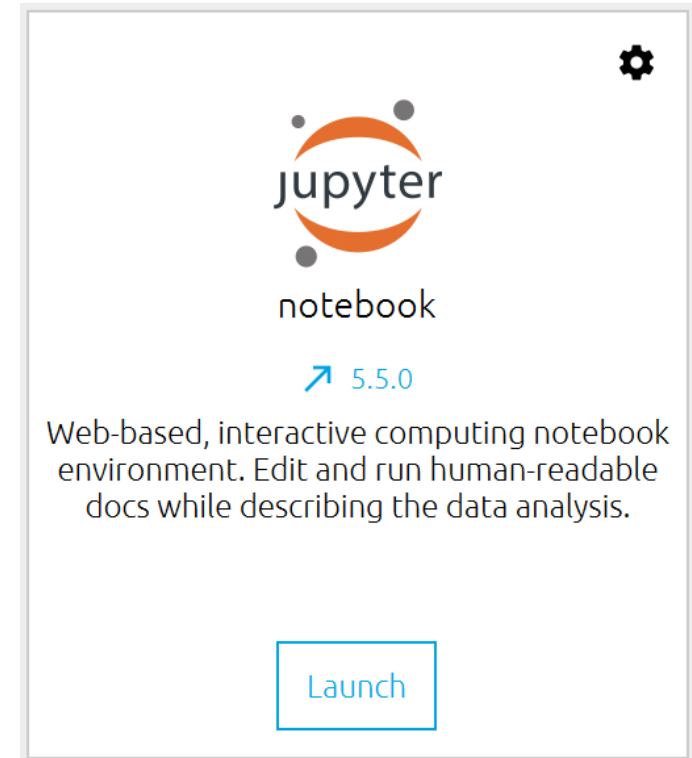 jupyter
notebook
5.5.0
Web-based, interactive computing notebook
environment. Edit and run human-readable
docs while describing the data analysis.
Launch